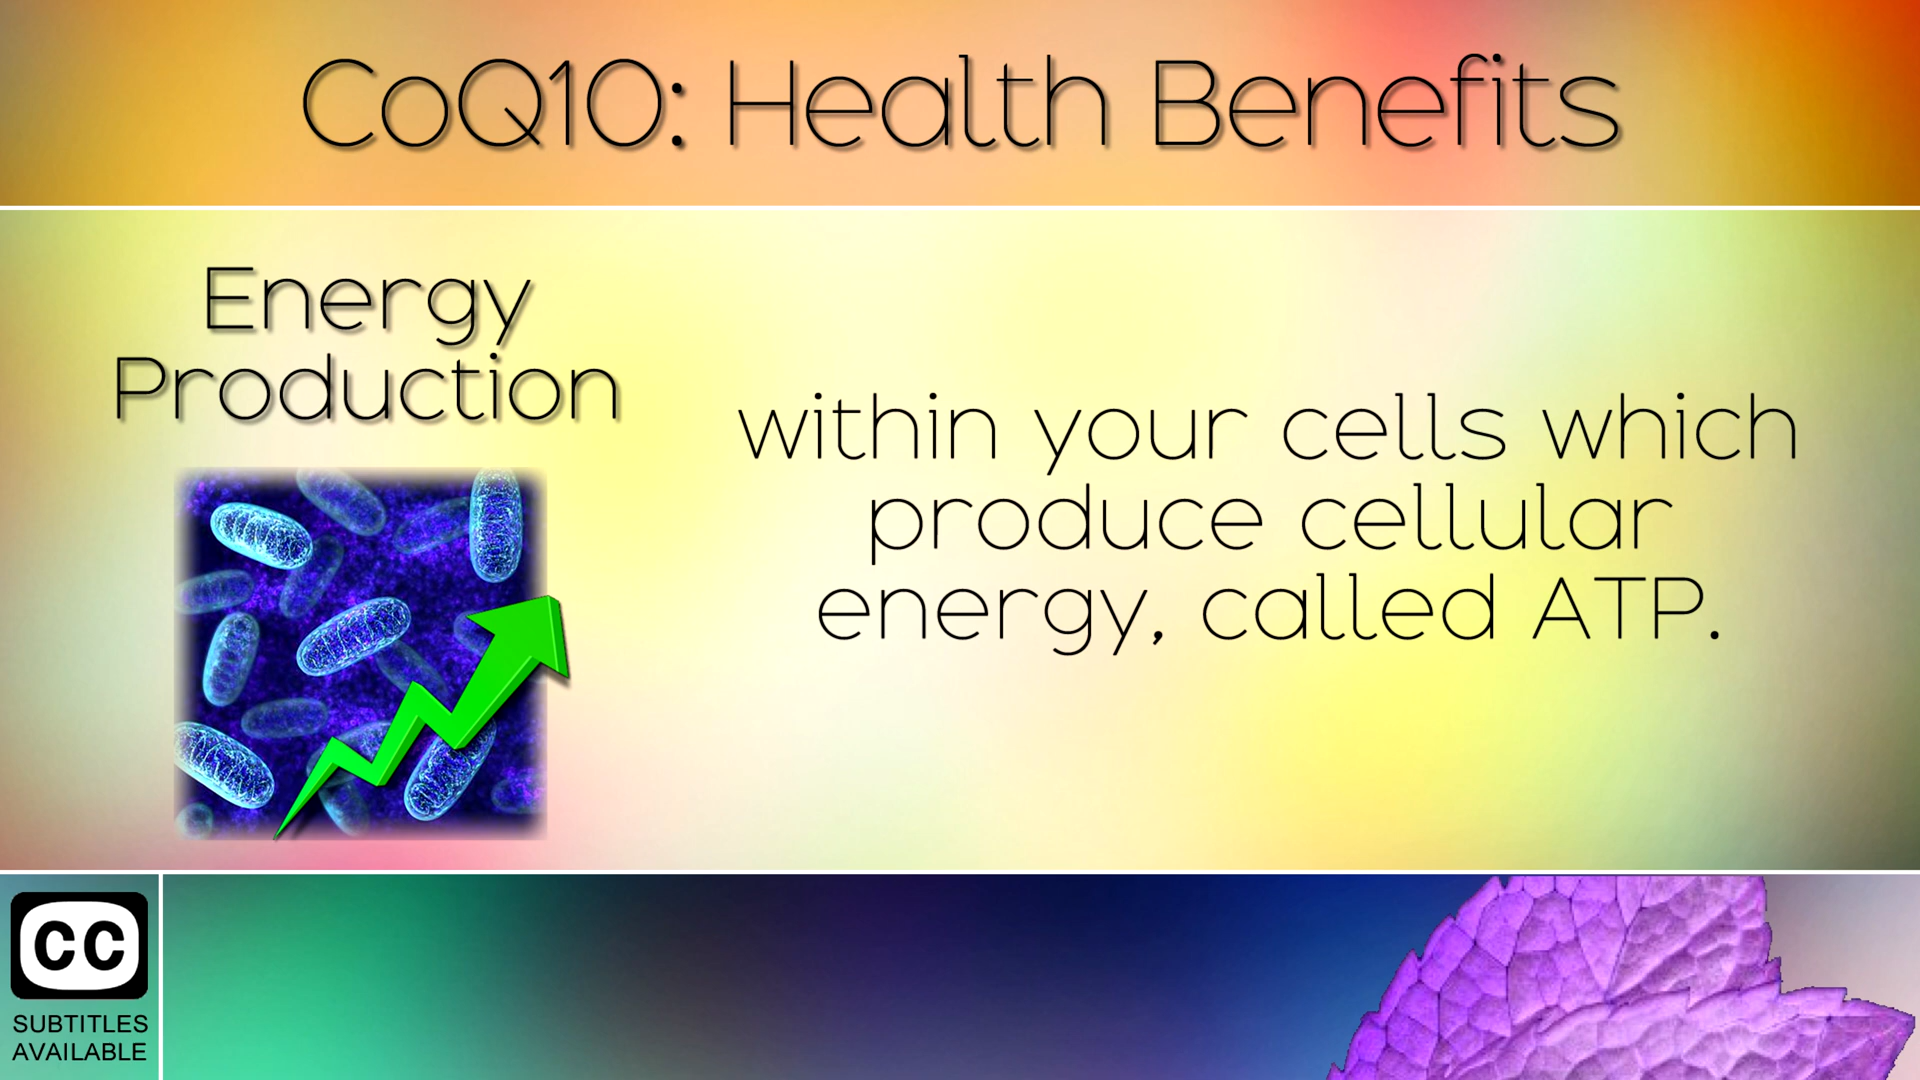 CoQ10: Health Benefits
Energy
Production
within your cells which
produce cellular
energy, called ATP.
CC
SUBTITLES
AVAILABLE